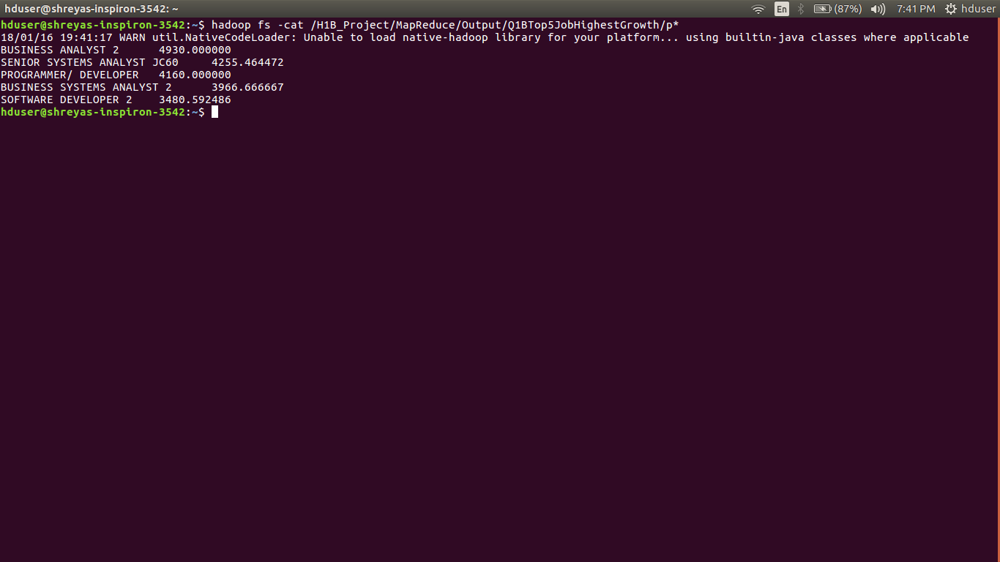 hduser@shreyas-inspiron-3542: ~ En (87%) 7:41 PM hduser
hduser@shreyas-inspiron-3542:~$ hadoop fs -cat /H1B_Project/MapReduce/Output/Q1BTop5JobHighestGrowth/p*
18/01/16 19:41:17 WARN util.NativeCodeLoader: Unable to load native-hadoop library for your platform... using builtin-java classes where applicable
BUSINESS ANALYST 2	4930.000000
SENIOR SYSTEMS ANALYST JC60	4255.464472
PROGRAMMER/ DEVELOPER	4160.000000
BUSINESS SYSTEMS ANALYST 2	3966.666667
SOFTWARE DEVELOPER 2	3480.592486
hduser@shreyas-inspiron-3542:~$